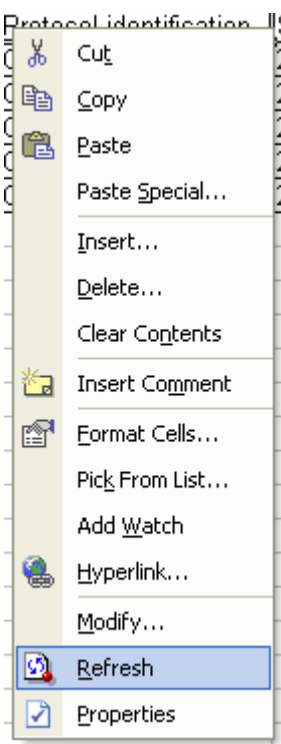 Protocol identification
Cut
Copy
Paste
Paste Special...
Insert...
Delete...
Clear Contents
Insert Comment
Format Cells...
Pick From List...
Add Watch
Hyperlink...
Modify...
Refresh
Properties